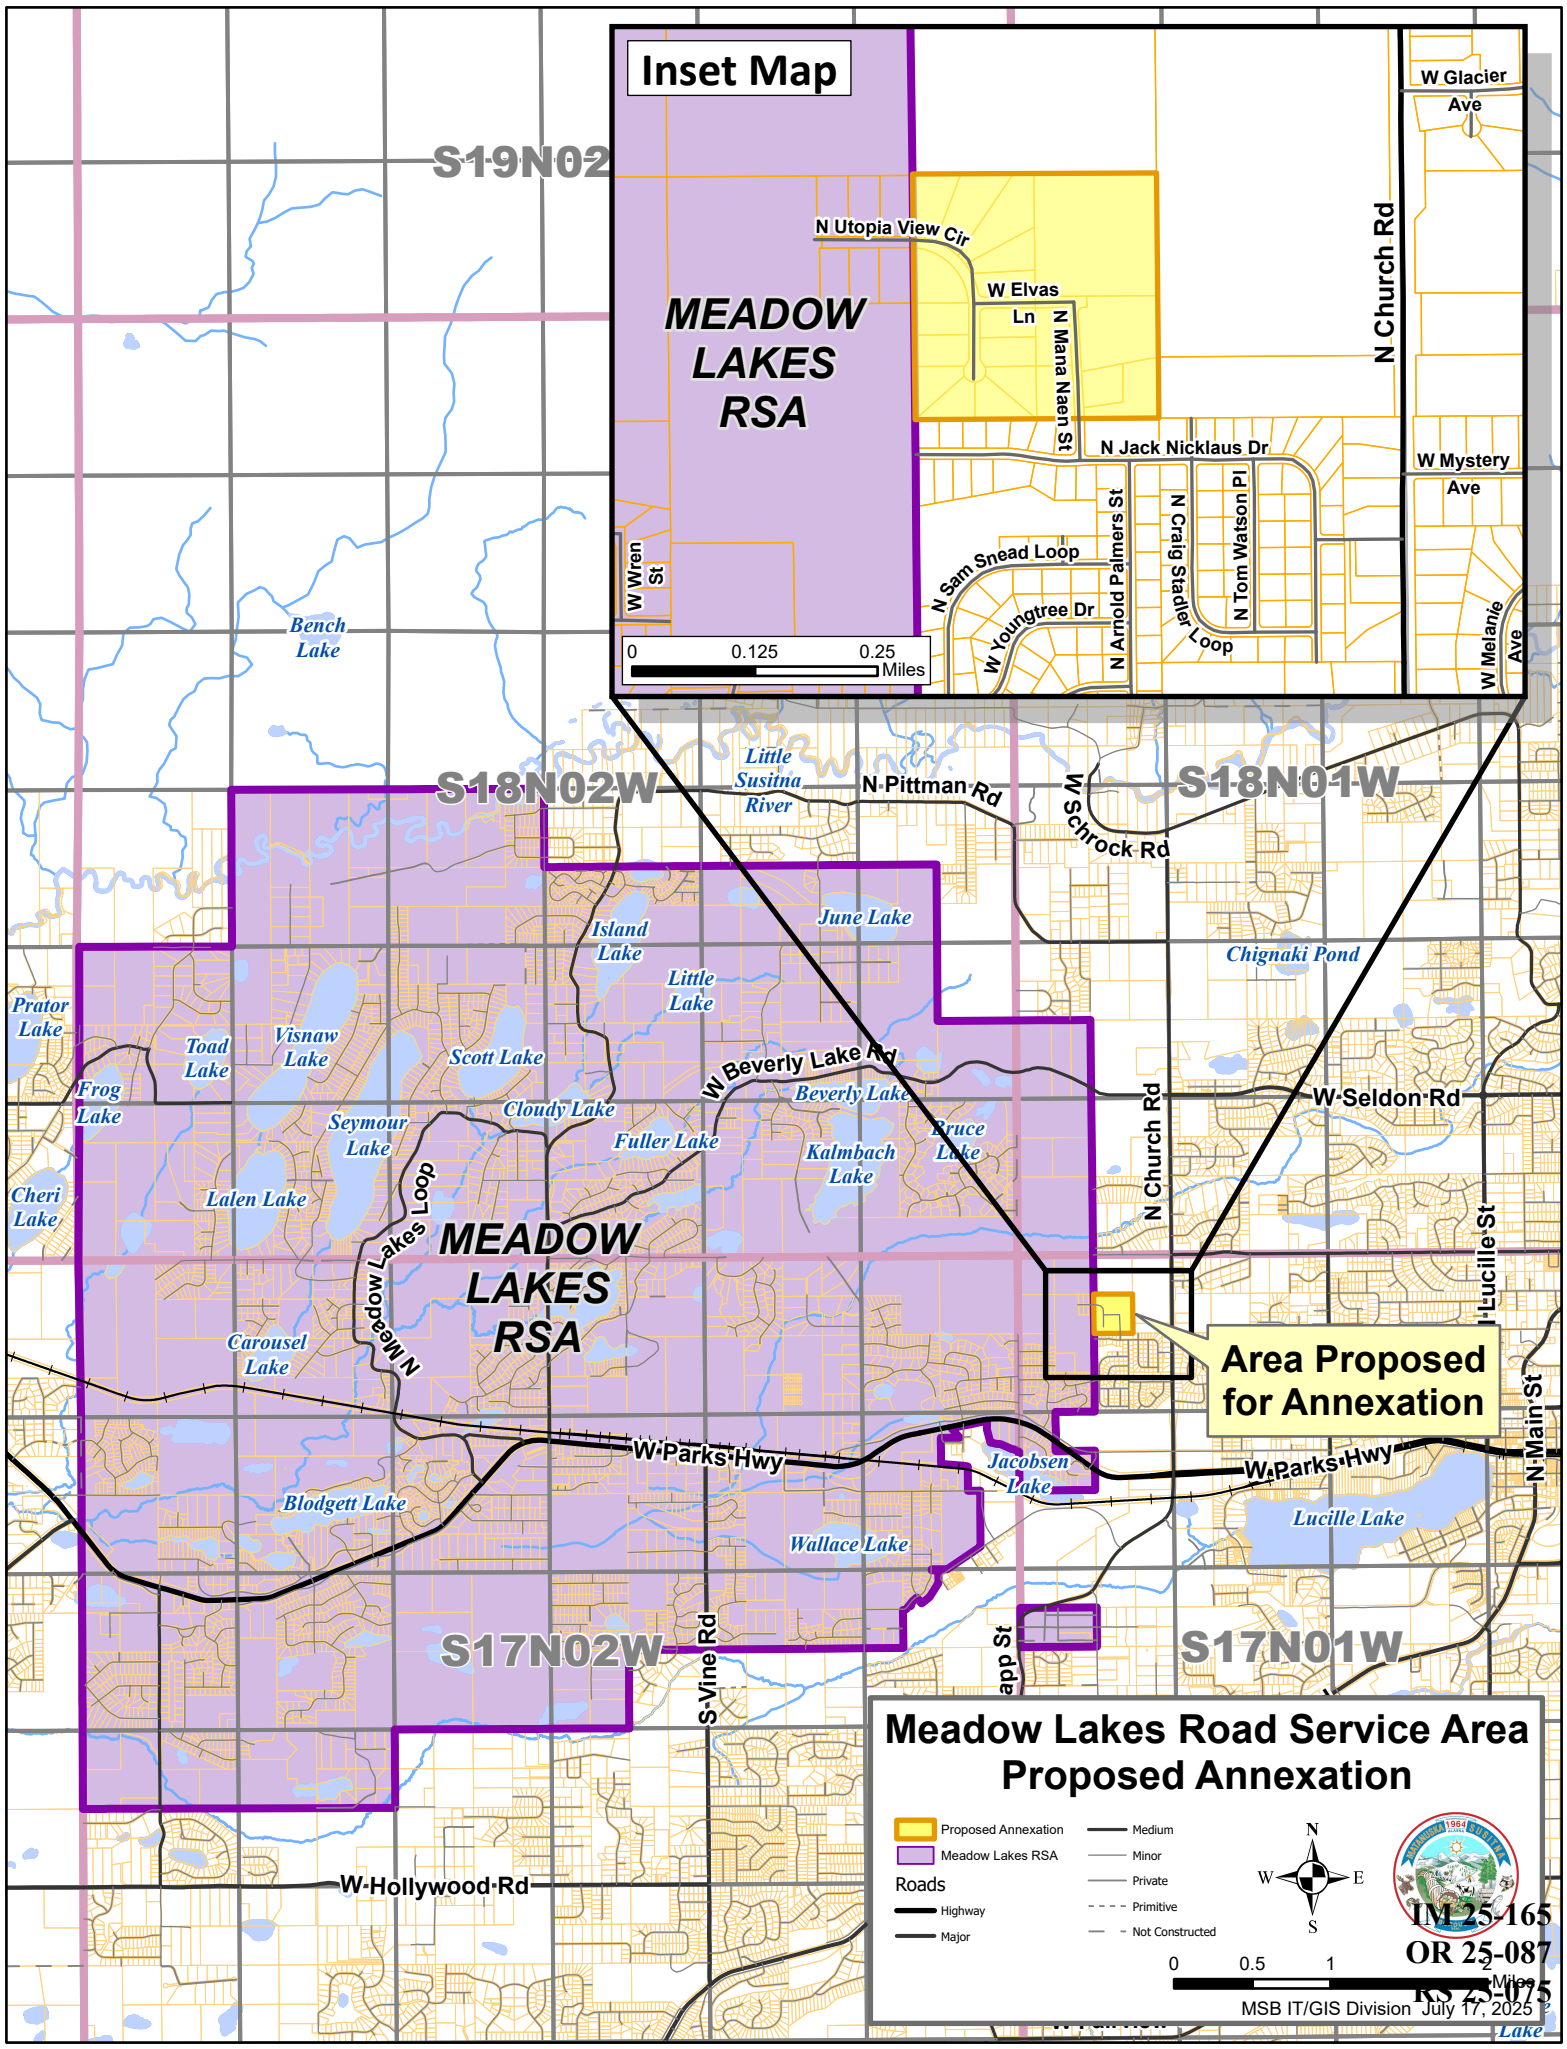 Inset Map
W Glacier
Ave
S19N02
N Utopia View Cir
W Elvas
Ln
N Mana Naen St
N Church Rd
MEADOW
LAKES
RSA
N Jack Nicklaus Dr
W Mystery
Ave
N Arnold Palmers St
N Craig Stadler Loop
N Tom Watson Pl
N Sam Snead Loop
W Youngtree Dr
W Wren
St
W Melanie
Ave
0 0.125 0.25
Miles
Bench
Lake
Little
Susitna
River
S18N02W
N Pittman Rd
W Schrock Rd
S18N01W
Island
Lake
June Lake
Chignaki Pond
Little
Lake
Prator
Lake
Toad
Lake
Visnaw
Lake
Scott Lake
W Beverly Lake Rd
Beverly Lake
Frog
Lake
Cloudy Lake
Seymour
Lake
Fuller Lake
Kalmbach
Lake
Bruce
Lake
N Church Rd
W Seldon Rd
Cheri
Lake
Lalen Lake
N Meadow Lakes Loop
MEADOW
LAKES
RSA
Lucille St
Carousel
Lake
Area Proposed
for Annexation
N Main St
W Parks Hwy
Jacobsen
Lake
W Parks Hwy
Blodgett Lake
Wallace Lake
Lucille Lake
S17N02W
S Vine Rd
app St
S17N01W
W Hollywood Rd
Meadow Lakes Road Service Area
Proposed Annexation
Proposed Annexation
Meadow Lakes RSA
Roads
Highway
Major
Medium
Minor
Private
Primitive
Not Constructed
N
W E
S
MATANUSKA SUSITNA
1964
IM 25-165
OR 25-087
RS 25-075
0 0.5 1 2
Miles
MSB IT/GIS Division July 17, 2025
Lake